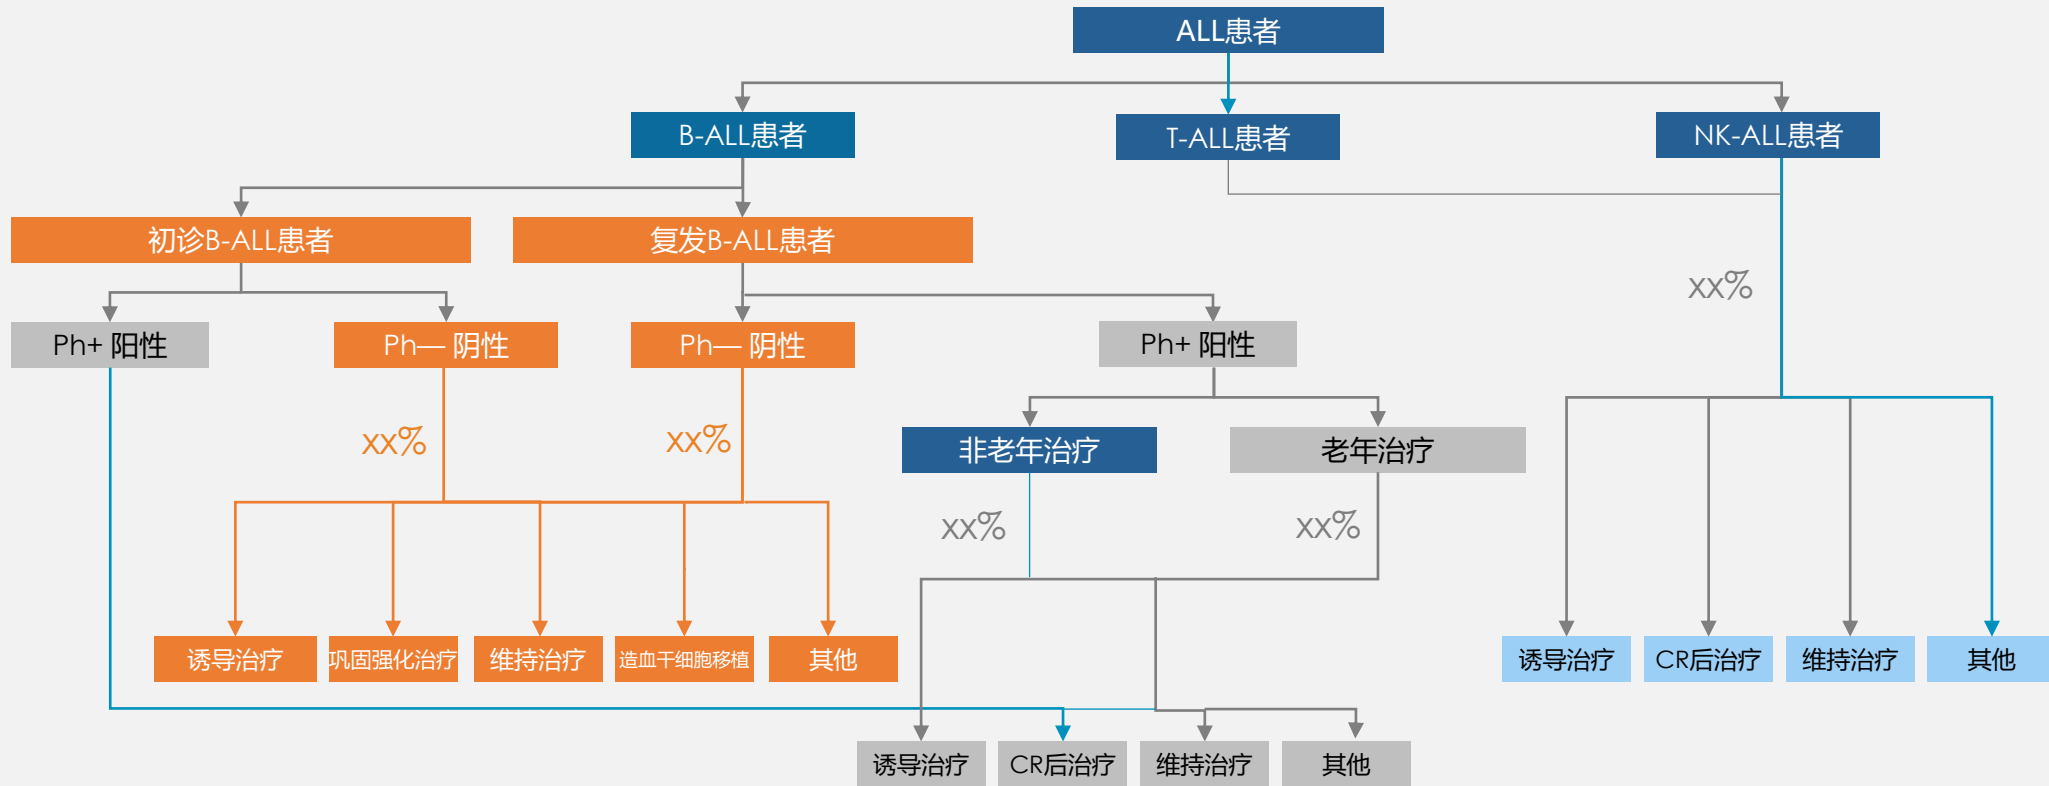 ALL患者
B-ALL患者
T-ALL患者
NK-ALL患者
初诊B-ALL患者
复发B-ALL患者
xx%
Ph+ 阳性
Ph— 阴性
Ph— 阴性
Ph+ 阳性
xx%
xx%
非老年治疗
老年治疗
xx%
xx%
诱导治疗
巩固强化治疗
维持治疗
造血干细胞移植
其他
诱导治疗
CR后治疗
维持治疗
其他
诱导治疗
CR后治疗
维持治疗
其他